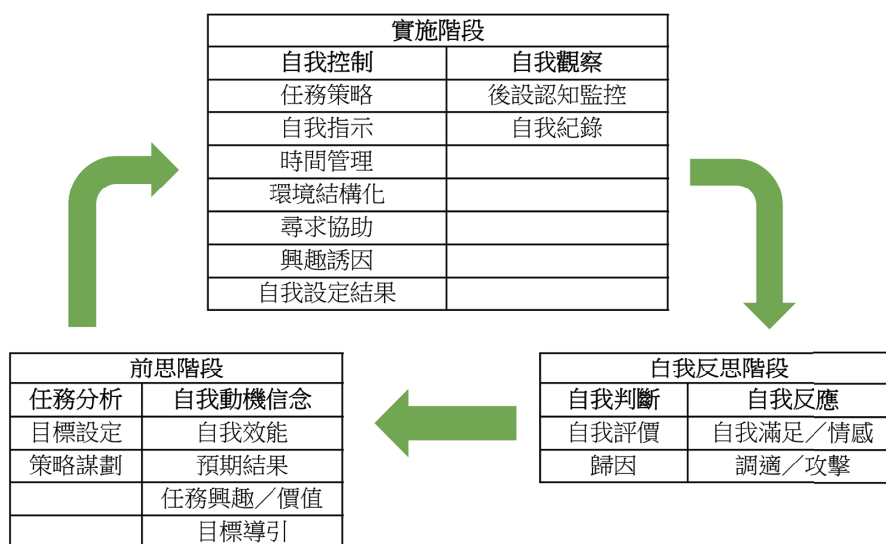 實施階段
自我控制 自我觀察
任務策略 後設認知監控
自我指示 自我紀錄
時間管理
環境結構化
尋求協助
興趣誘因
自我設定結果
前思階段
任務分析 自我動機信念
目標設定 自我效能
策略謀劃 預期結果
任務興趣／價值
目標導引
自我反思階段
自我判斷 自我反應
自我評價 自我滿足／情感
歸因 調適／攻擊